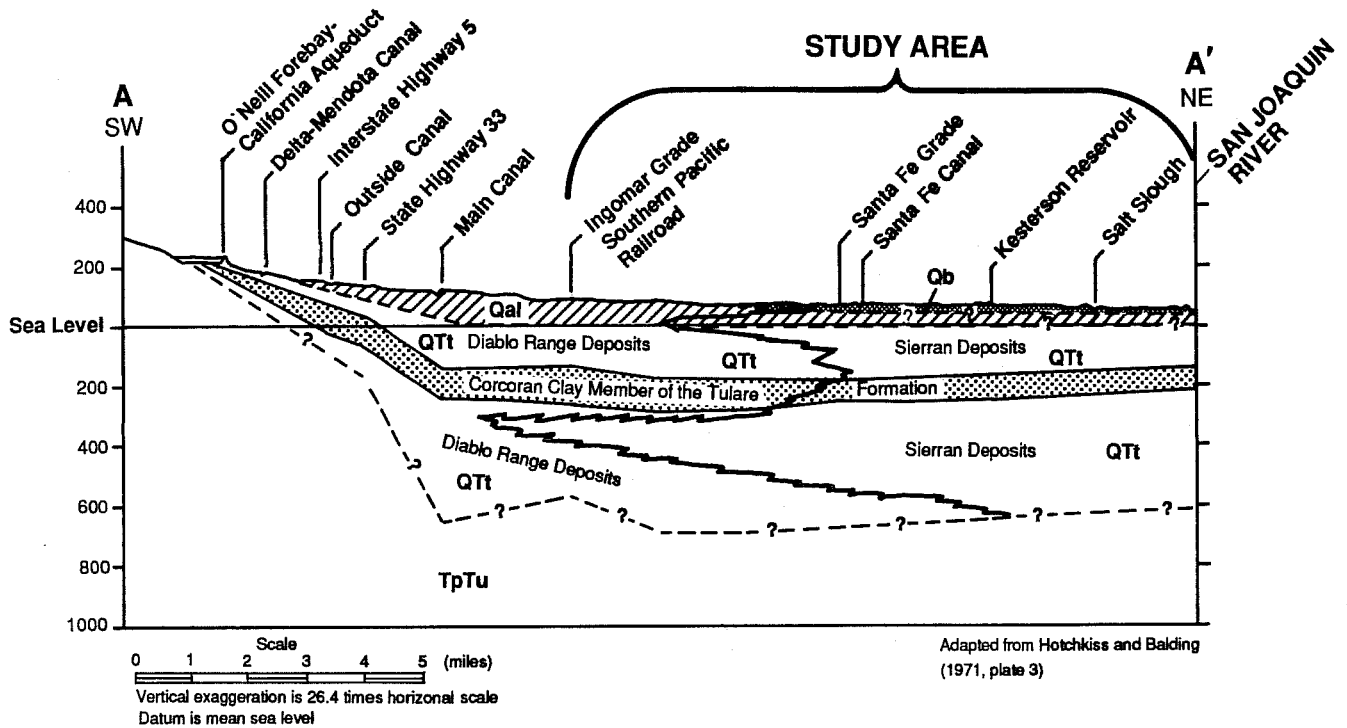 STUDY AREA
A
SW
A'
NE
O'Neill Forebay-
California Aqueduct
Delta-Mendota Canal
Interstate Highway 5
Outside Canal
State Highway 33
Main Canal
Ingomar Grade
Southern Pacific
Railroad
Santa Fe Grade
Santa Fe Canal
Kesterson Reservoir
Salt Slough
SAN JOAQUIN
RIVER
400
200
Sea Level
200
400
600
800
1000
Qal
Qb
? ? ? ?
QTt
Diablo Range Deposits
QTt
Sierran Deposits
QTt
?
Corcoran Clay Member of the Tulare Formation
Diablo Range Deposits
QTt
Sierran Deposits
QTt
? ? ? ? ? ? ?
TpTu
Scale
0 1 2 3 4 5 (miles)
Vertical exaggeration is 26.4 times horizonal scale
Datum is mean sea level
Adapted from Hotchkiss and Balding
(1971, plate 3)